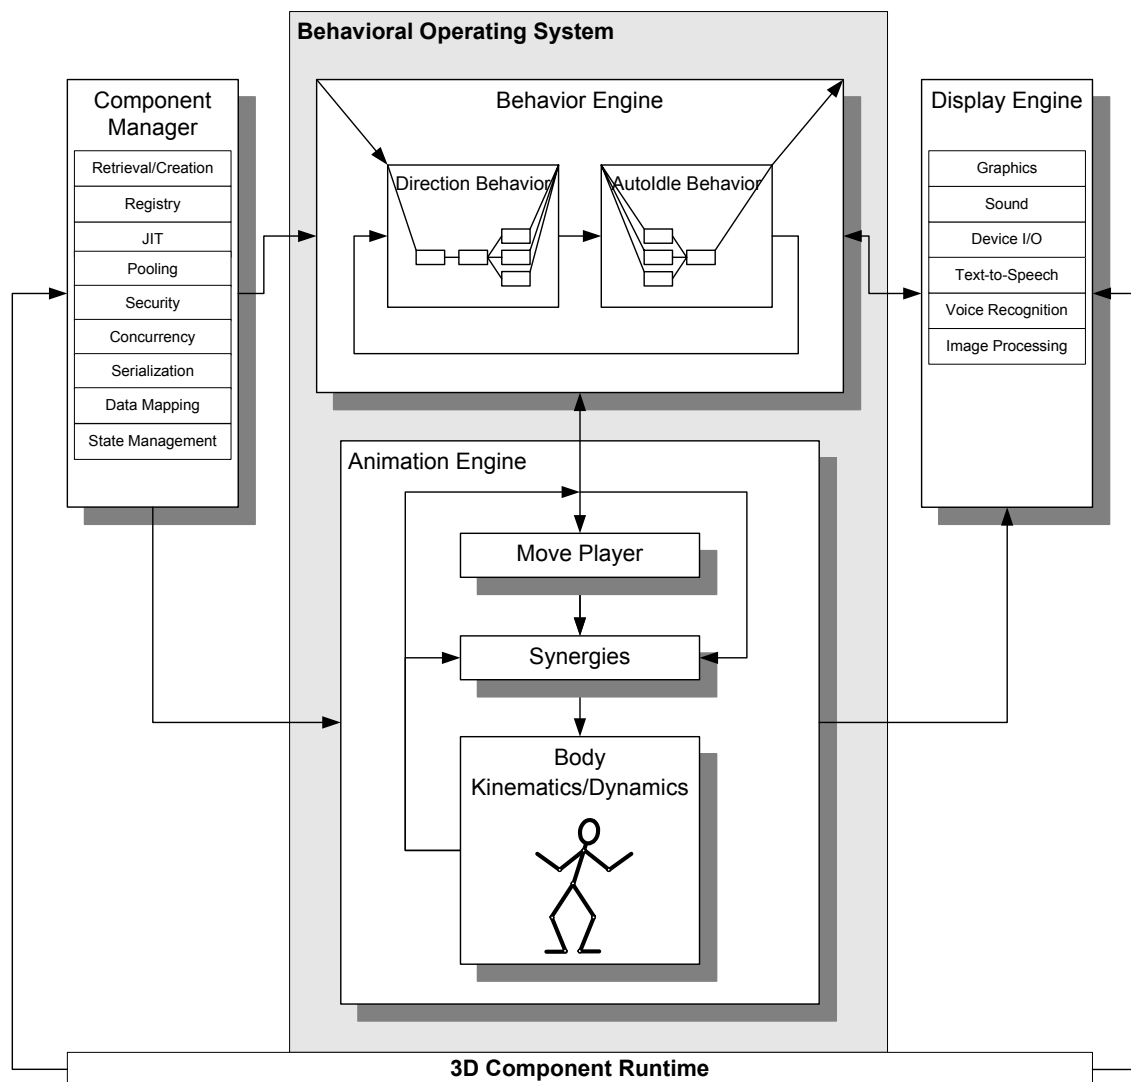 Behavioral Operating System
Component
Manager
Retrieval/Creation
Registry
JIT
Pooling
Security
Concurrency
Serialization
Data Mapping
State Management
Behavior Engine
Direction Behavior
AutoIdle Behavior
Display Engine
Graphics
Sound
Device I/O
Text-to-Speech
Voice Recognition
Image Processing
Animation Engine
Move Player
Synergies
Body
Kinematics/Dynamics
3D Component Runtime